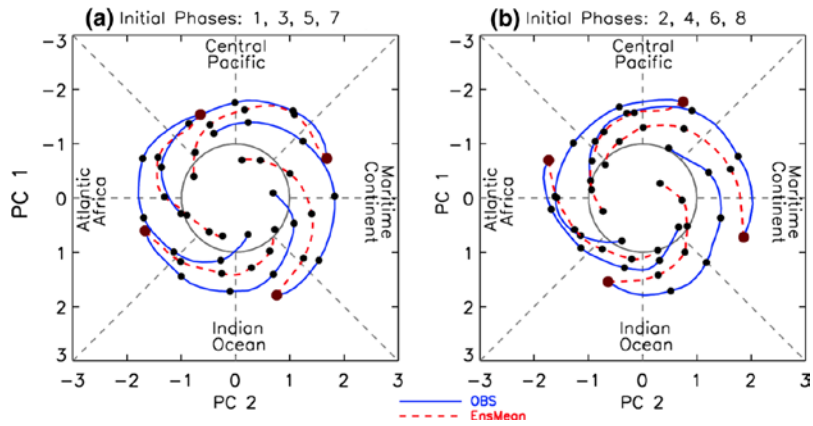 (a) Initial Phases: 1, 3, 5, 7
-3
-2
-1
0
1
2
3
PC 1
Central
Pacific
Atlantic
Africa
Maritime
Continent
Indian
Ocean
-3 -2 -1 0 1 2 3
PC 2
(b) Initial Phases: 2, 4, 6, 8
-3
-2
-1
0
1
2
3
PC 1
Central
Pacific
Atlantic
Africa
Maritime
Continent
Indian
Ocean
-3 -2 -1 0 1 2 3
PC 2
OBS
EnsMean